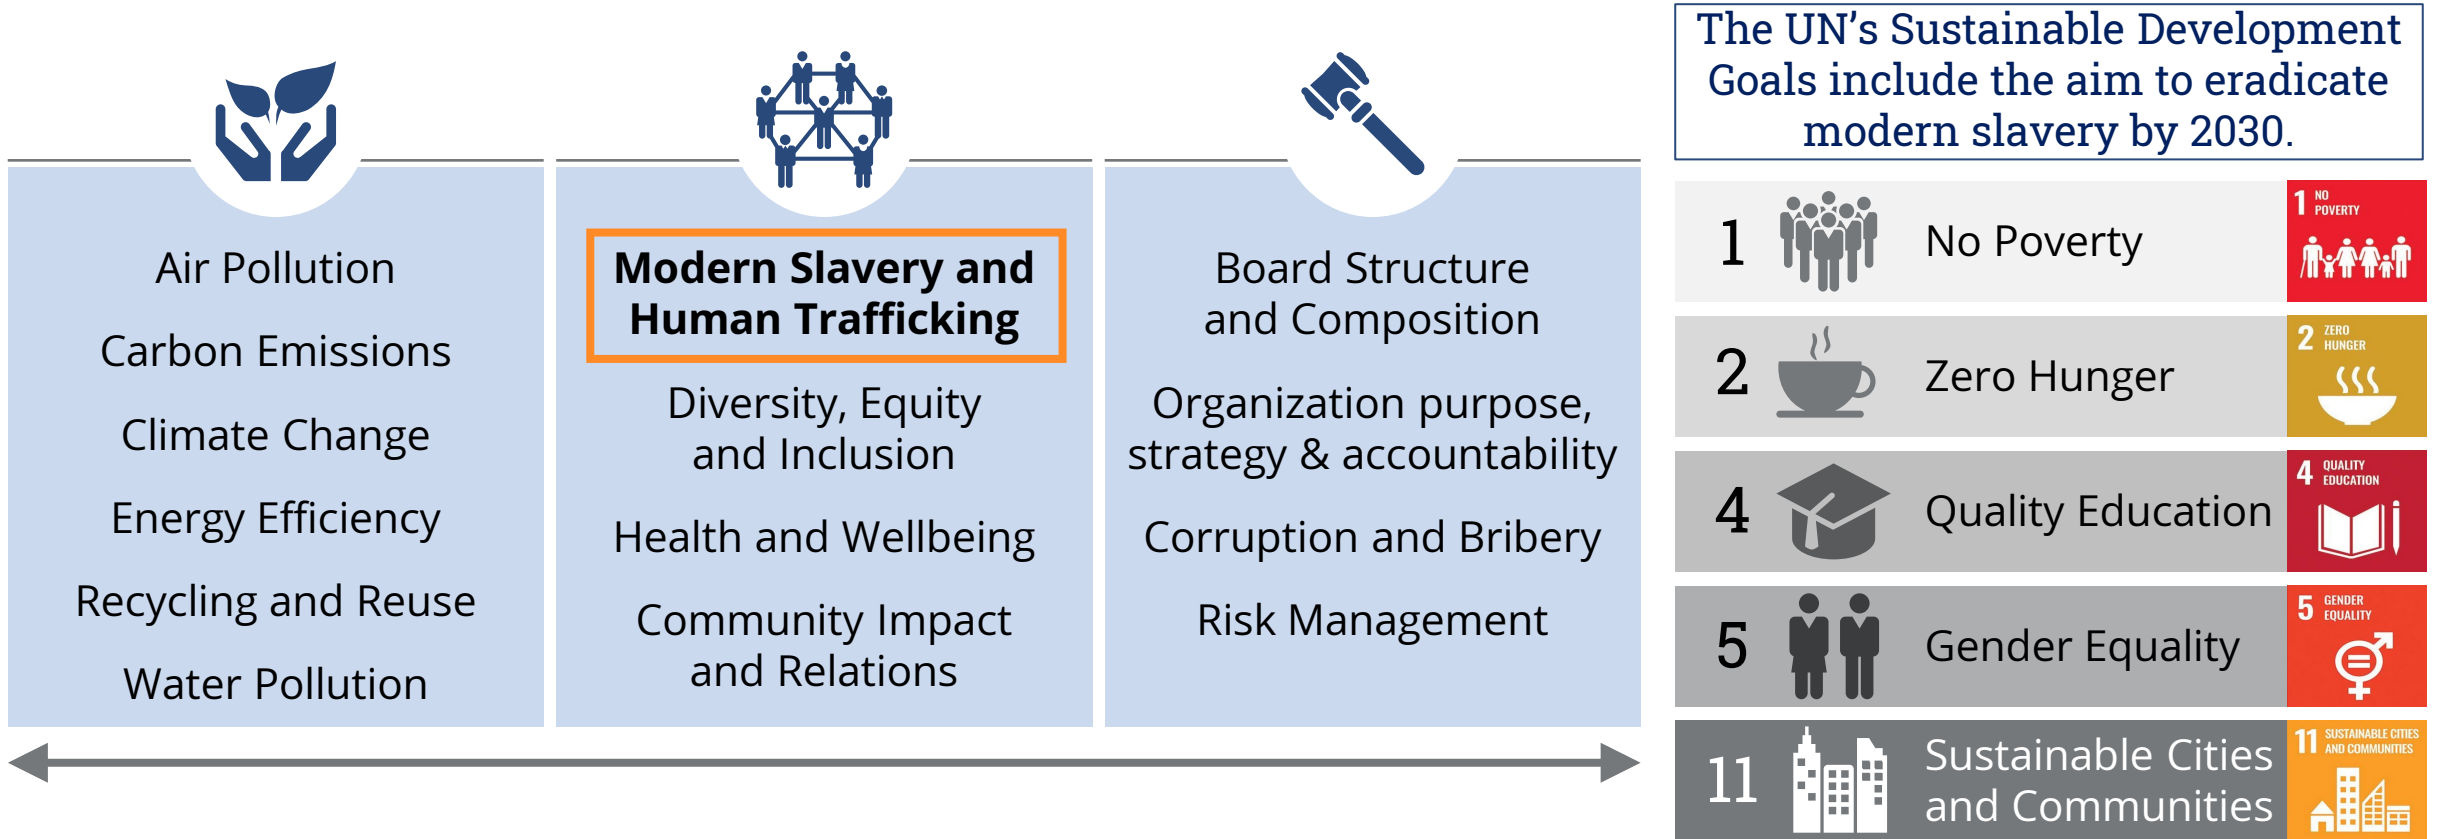 Air Pollution
Carbon Emissions
Climate Change
Energy Efficiency
Recycling and Reuse
Water Pollution
Modern Slavery and
Human Trafficking
Diversity, Equity
and Inclusion
Health and Wellbeing
Community Impact
and Relations
Board Structure
and Composition
Organization purpose,
strategy & accountability
Corruption and Bribery
Risk Management
The UN's Sustainable Development
Goals include the aim to eradicate
modern slavery by 2030.
1 No Poverty
1 NO
POVERTY
2 Zero Hunger
2 ZERO
HUNGER
4 Quality Education
4 QUALITY
EDUCATION
5 Gender Equality
5 GENDER
EQUALITY
11 Sustainable Cities
and Communities
11 SUSTAINABLE CITIES
AND COMMUNITIES